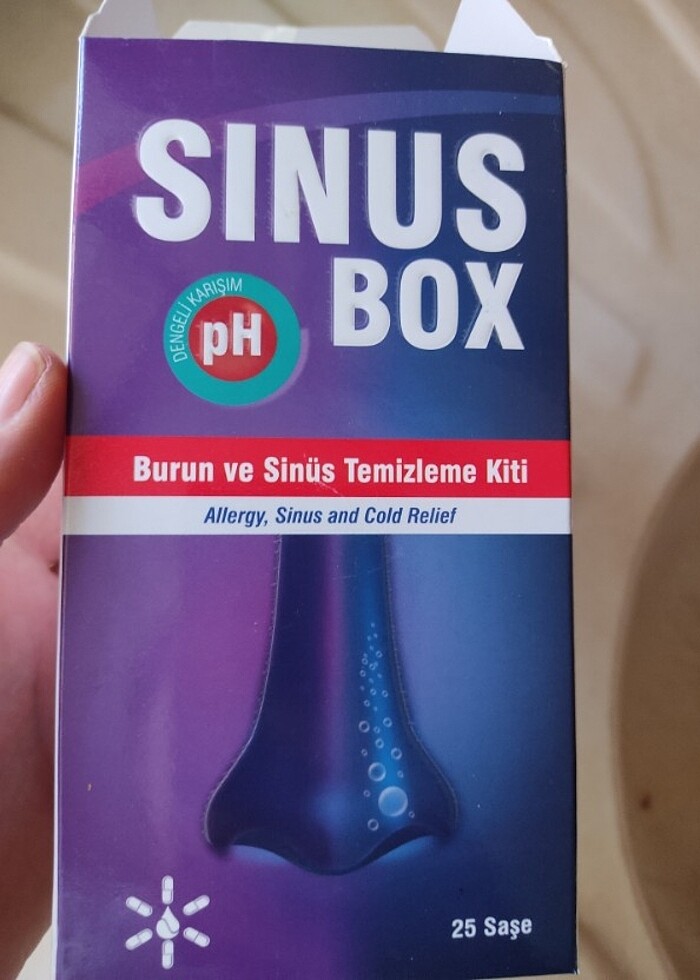 SINUS
BOX
DENGELİ KARIŞIM
pH
Burun ve Sinüs Temizleme Kiti
Allergy, Sinus and Cold Relief
25 Saşe